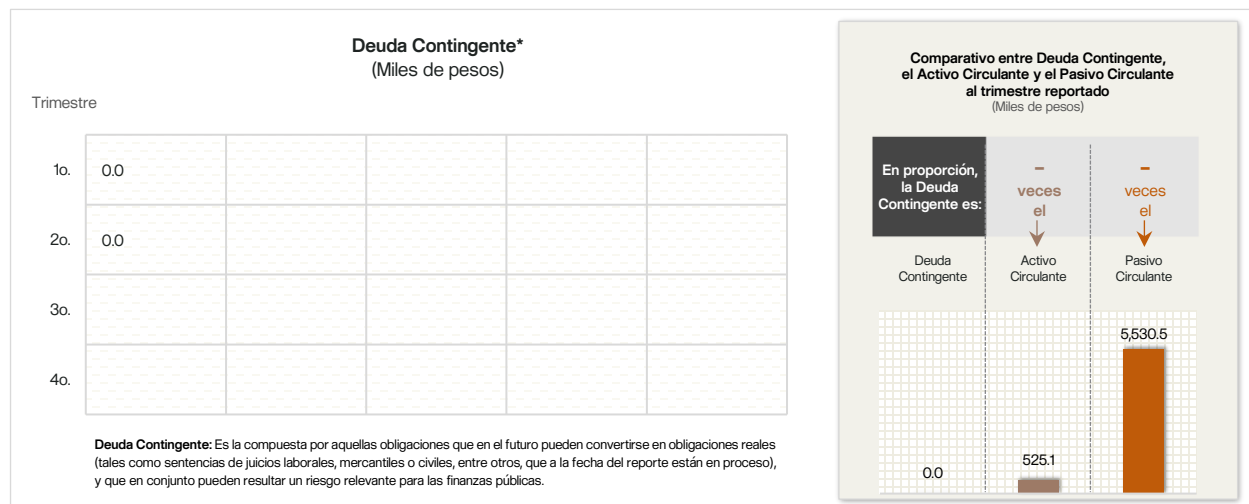 Deuda Contingente*
(Miles de pesos)
Trimestre
1o. 0.0
2o. 0.0
3o.
4o.
Deuda Contingente: Es la compuesta por aquellas obligaciones que en el futuro pueden convertirse en obligaciones reales
(tales como sentencias de juicios laborales, mercantiles o civiles, entre otros, que a la fecha del reporte están en proceso),
y que en conjunto pueden resultar un riesgo relevante para las finanzas públicas.
Comparativo entre Deuda Contingente,
el Activo Circulante y el Pasivo Circulante
al trimestre reportado
(Miles de pesos)
En proporción,
la Deuda
Contingente es:
–
veces
el
–
veces
el
Deuda
Contingente
Activo
Circulante
Pasivo
Circulante
0.0
525.1
5,530.5